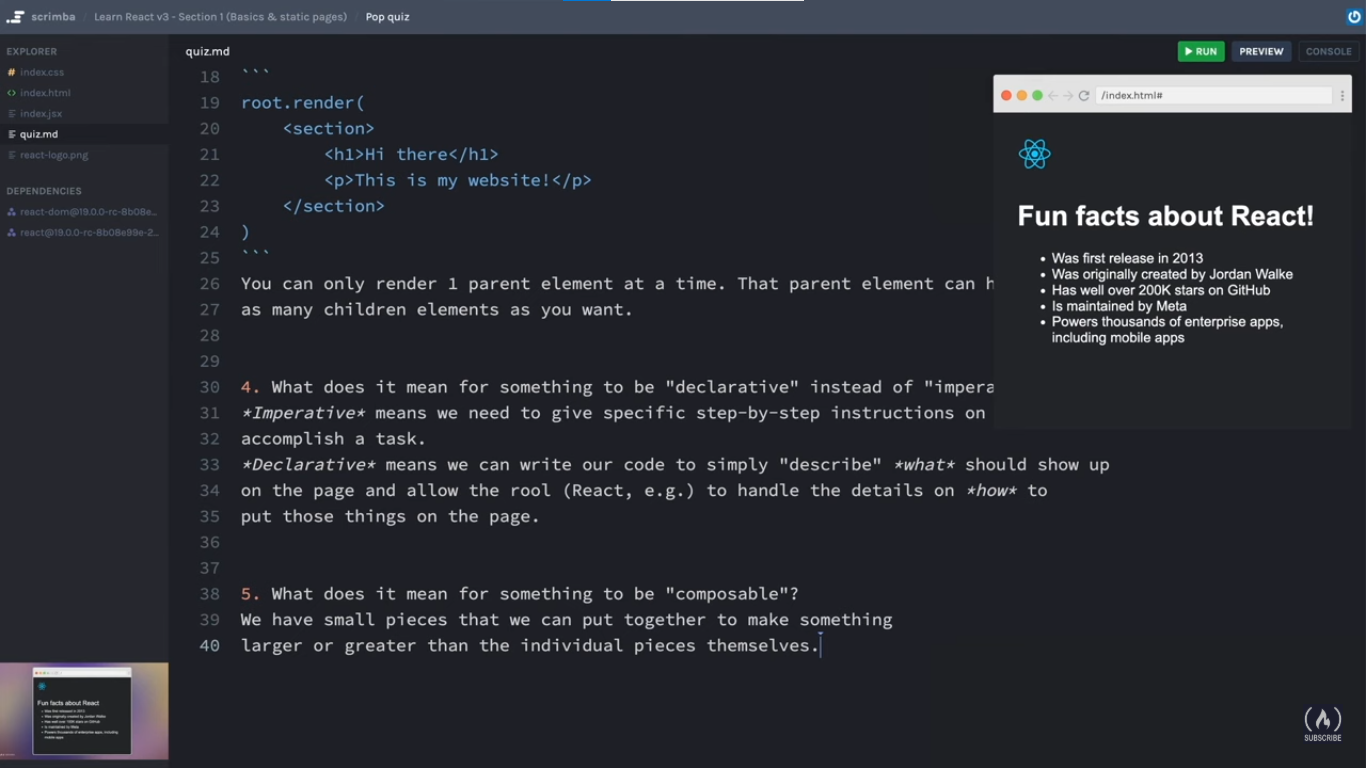 scrimba / Learn React v3 - Section 1 (Basics & static pages) / Pop quiz
EXPLORER
index.css
index.html
index.jsx
quiz.md
react-logo.png
DEPENDENCIES
react-dom@19.0.0-rc-8b08e...
react@19.0.0-rc-8b08e99e-2...
quiz.md
RUN
PREVIEW
CONSOLE
18 ```
19 root.render(
20 <section>
21 <h1>Hi there</h1>
22 <p>This is my website!</p>
23 </section>
24 )
25 ```
26 You can only render 1 parent element at a time. That parent element can h
27 as many children elements as you want.
28
29
30 4. What does it mean for something to be "declarative" instead of "impera
31 *Imperative* means we need to give specific step-by-step instructions on
32 accomplish a task.
33 *Declarative* means we can write our code to simply "describe" *what* should show up
34 on the page and allow the rool (React, e.g.) to handle the details on *how* to
35 put those things on the page.
36
37
38 5. What does it mean for something to be "composable"?
39 We have small pieces that we can put together to make something
40 larger or greater than the individual pieces themselves.
/index.html#
Fun facts about React!
• Was first release in 2013
• Was originally created by Jordan Walke
• Has well over 200K stars on GitHub
• Is maintained by Meta
• Powers thousands of enterprise apps,
including mobile apps
Fun facts about React
SUBSCRIBE